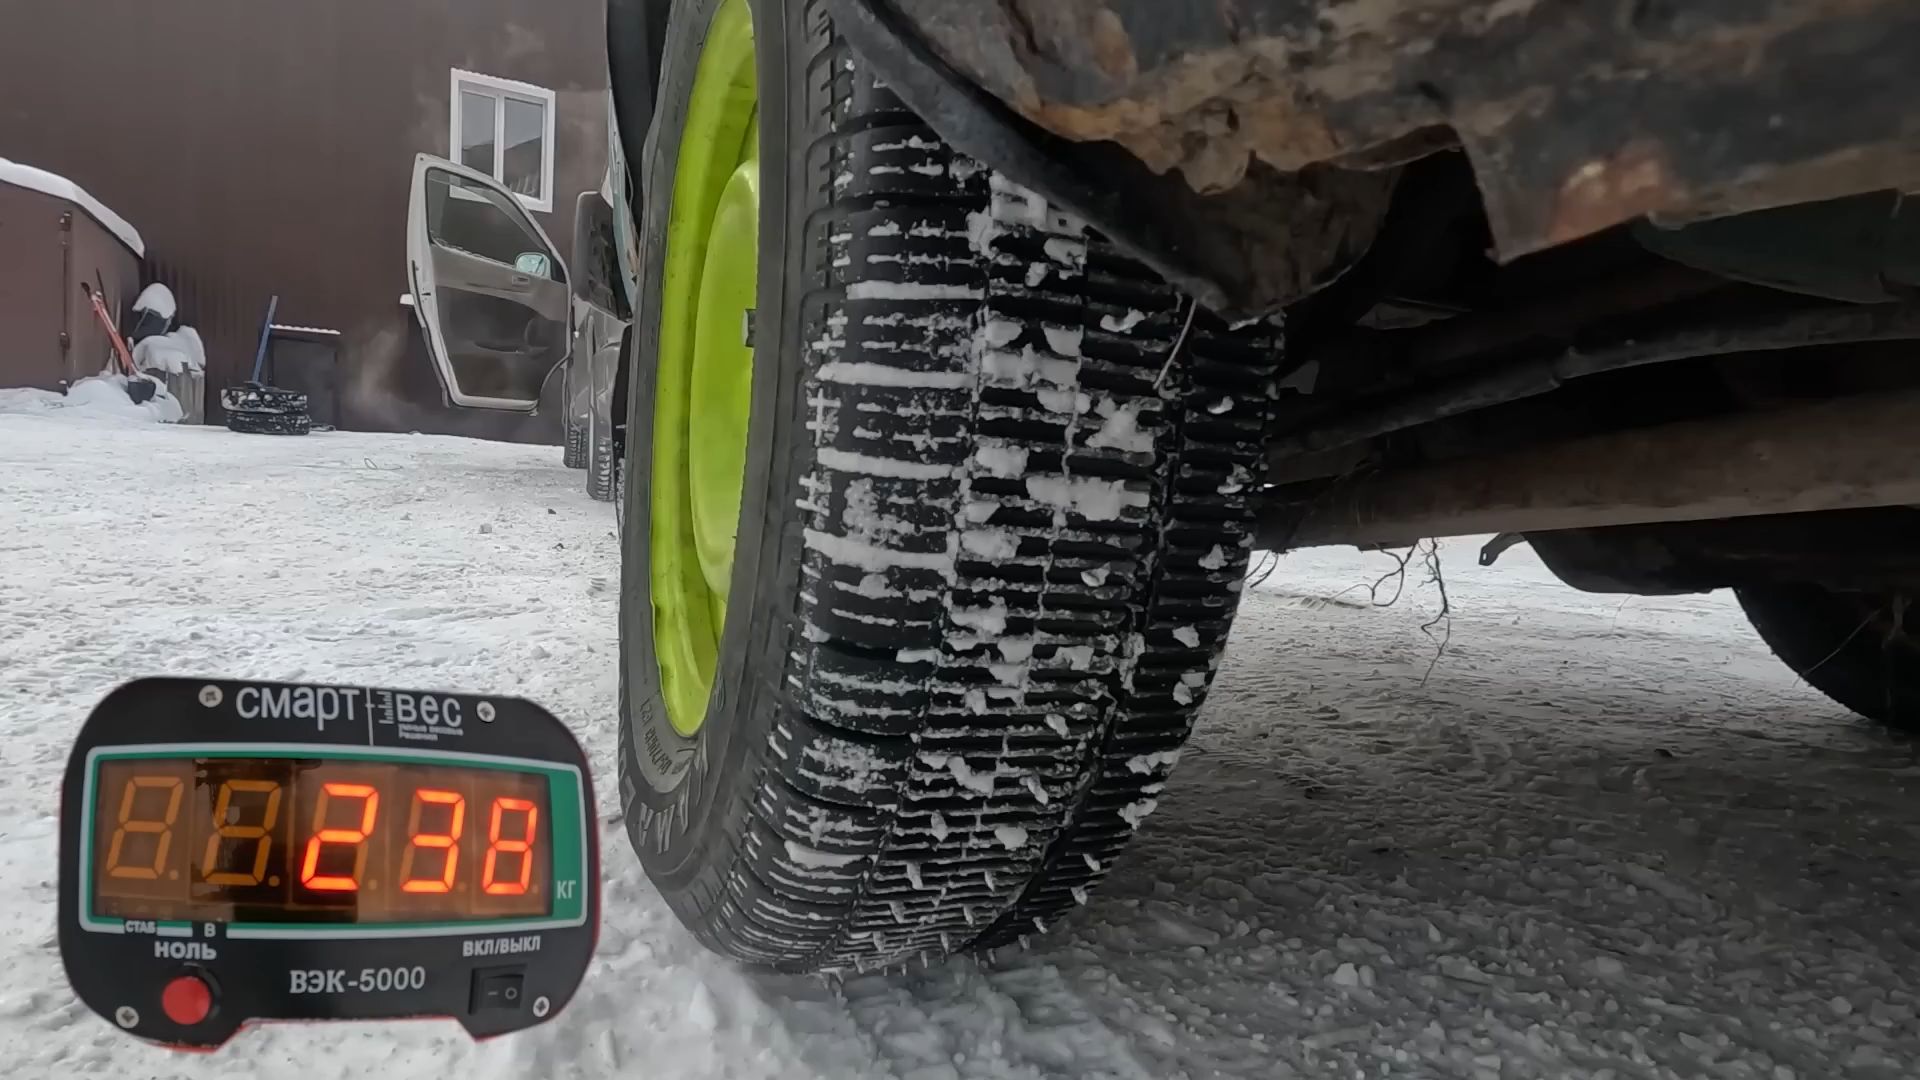 смарт вес
238
кг
СТАБ В
НОЛЬ ВКЛ/ВЫКЛ
ВЭК-5000